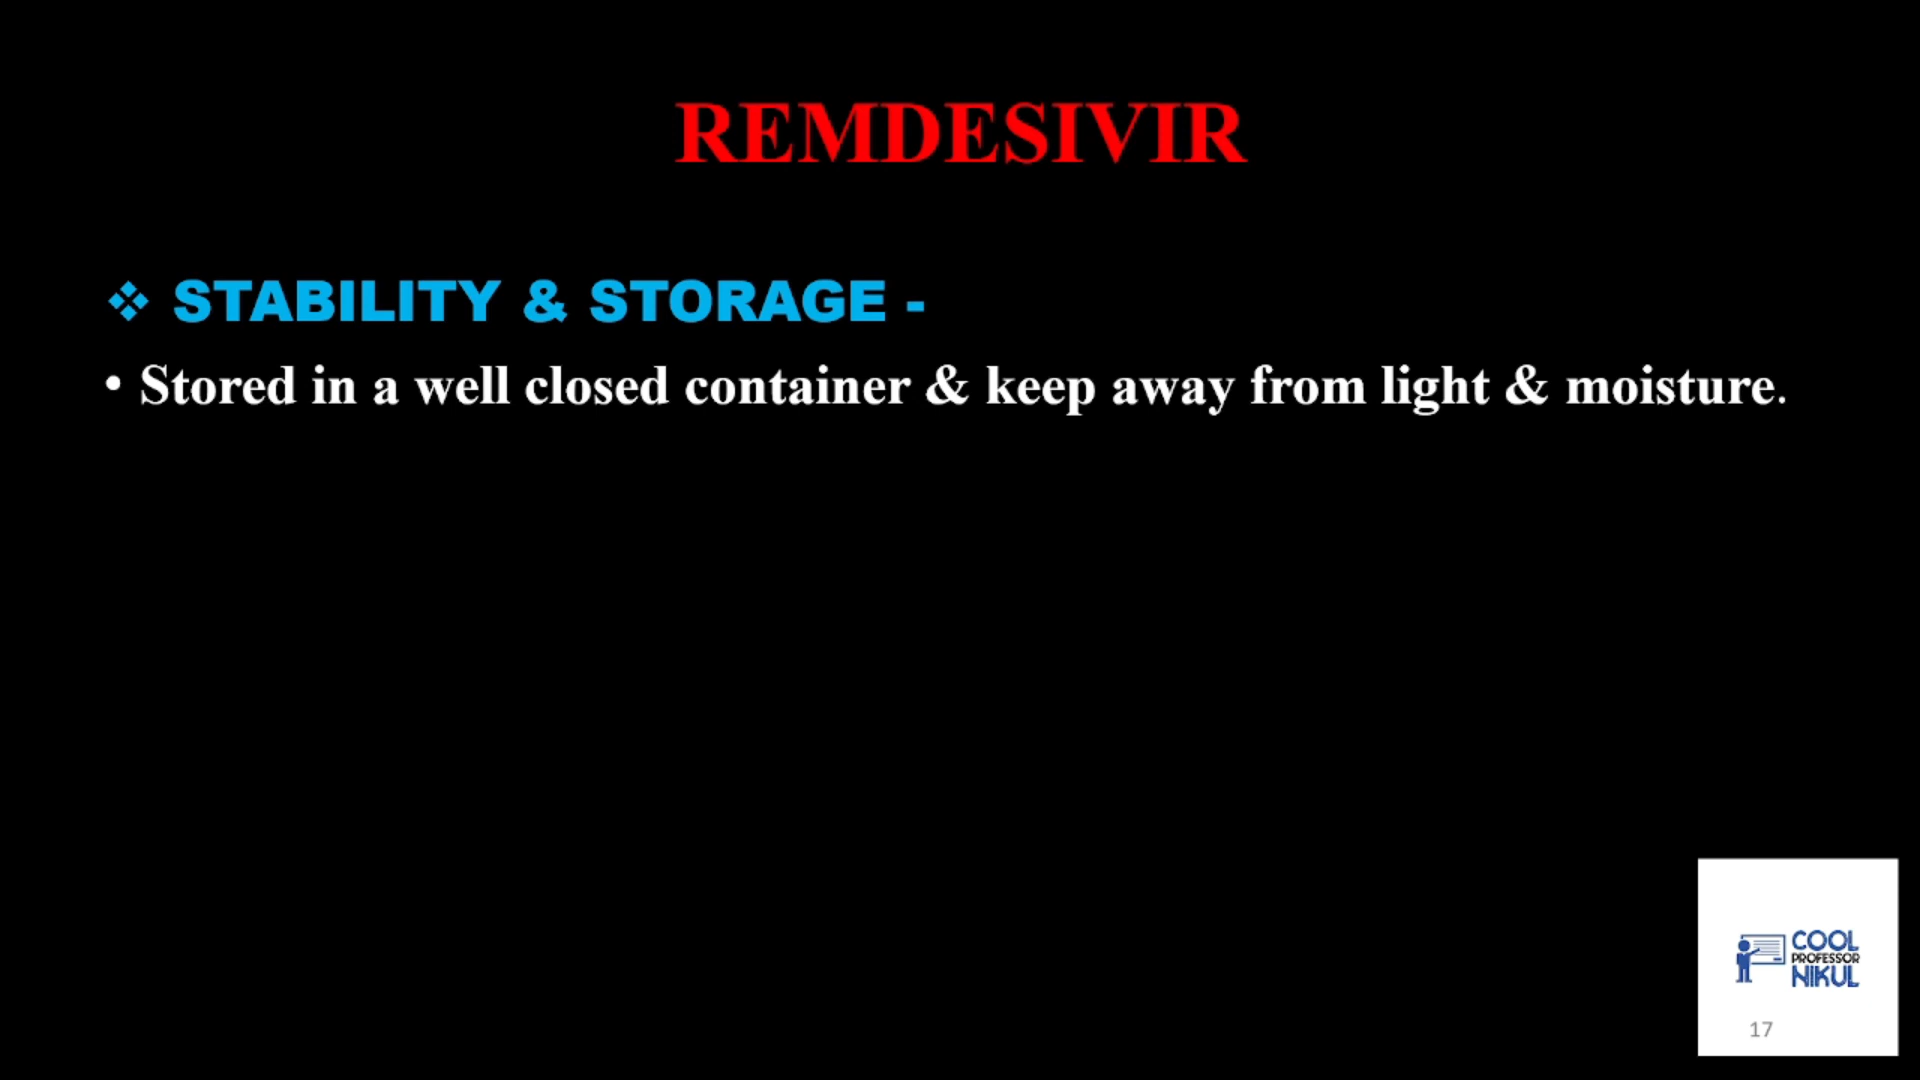 REMDESIVIR
❖ STABILITY & STORAGE -
• Stored in a well closed container & keep away from light & moisture.
COOL
PROFESSOR
NIKUL
17